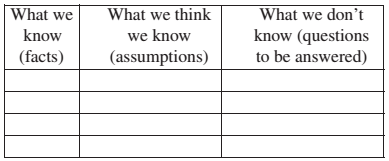 What we What we think What we don't
know we know know (questions
(facts) (assumptions) to be answered)